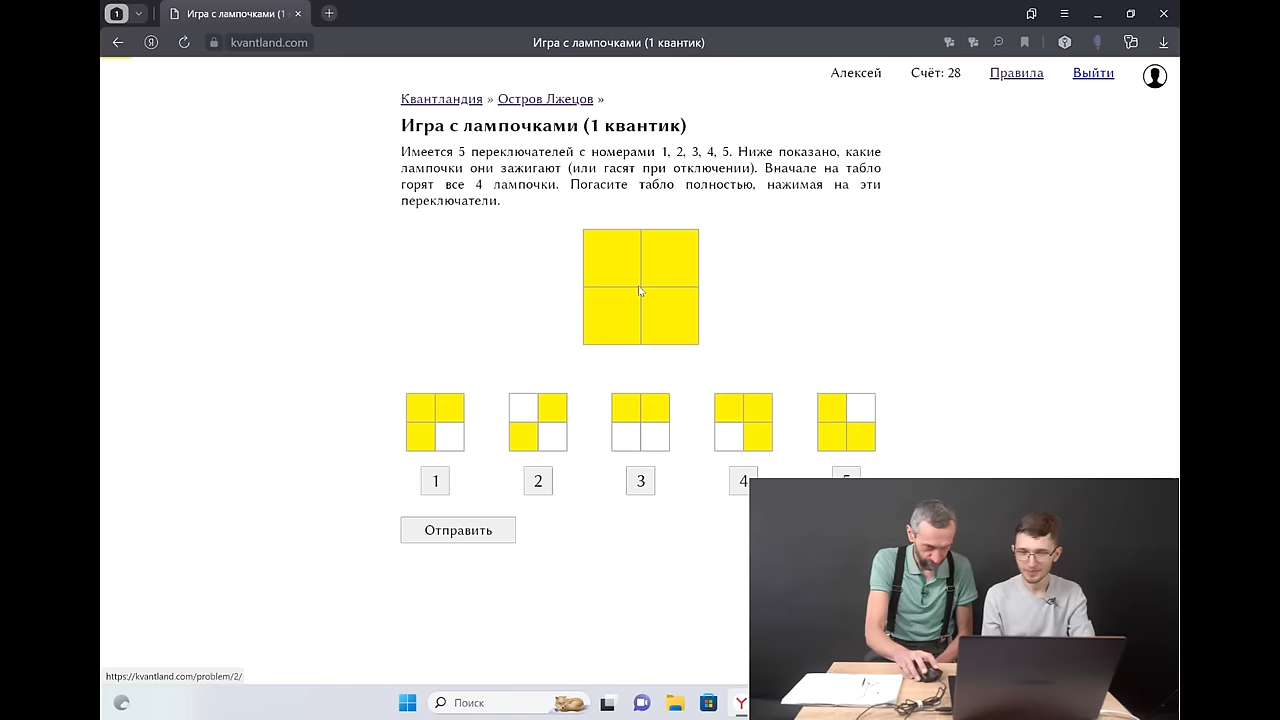 1
Игра с лампочками (1
kvantland.com
Игра с лампочками (1 квантик)
Алексей Счёт: 28 Правила Выйти
Квантландия » Остров Лжецов »
Игра с лампочками (1 квантик)
Имеется 5 переключателей с номерами 1, 2, 3, 4, 5. Ниже показано, какие
лампочки они зажигают (или гасят при отключении). Вначале на табло
горят все 4 лампочки. Погасите табло полностью, нажимая на эти
переключатели.
1 2 3 4 5
Отправить
https://kvantland.com/problem/2/
Поиск